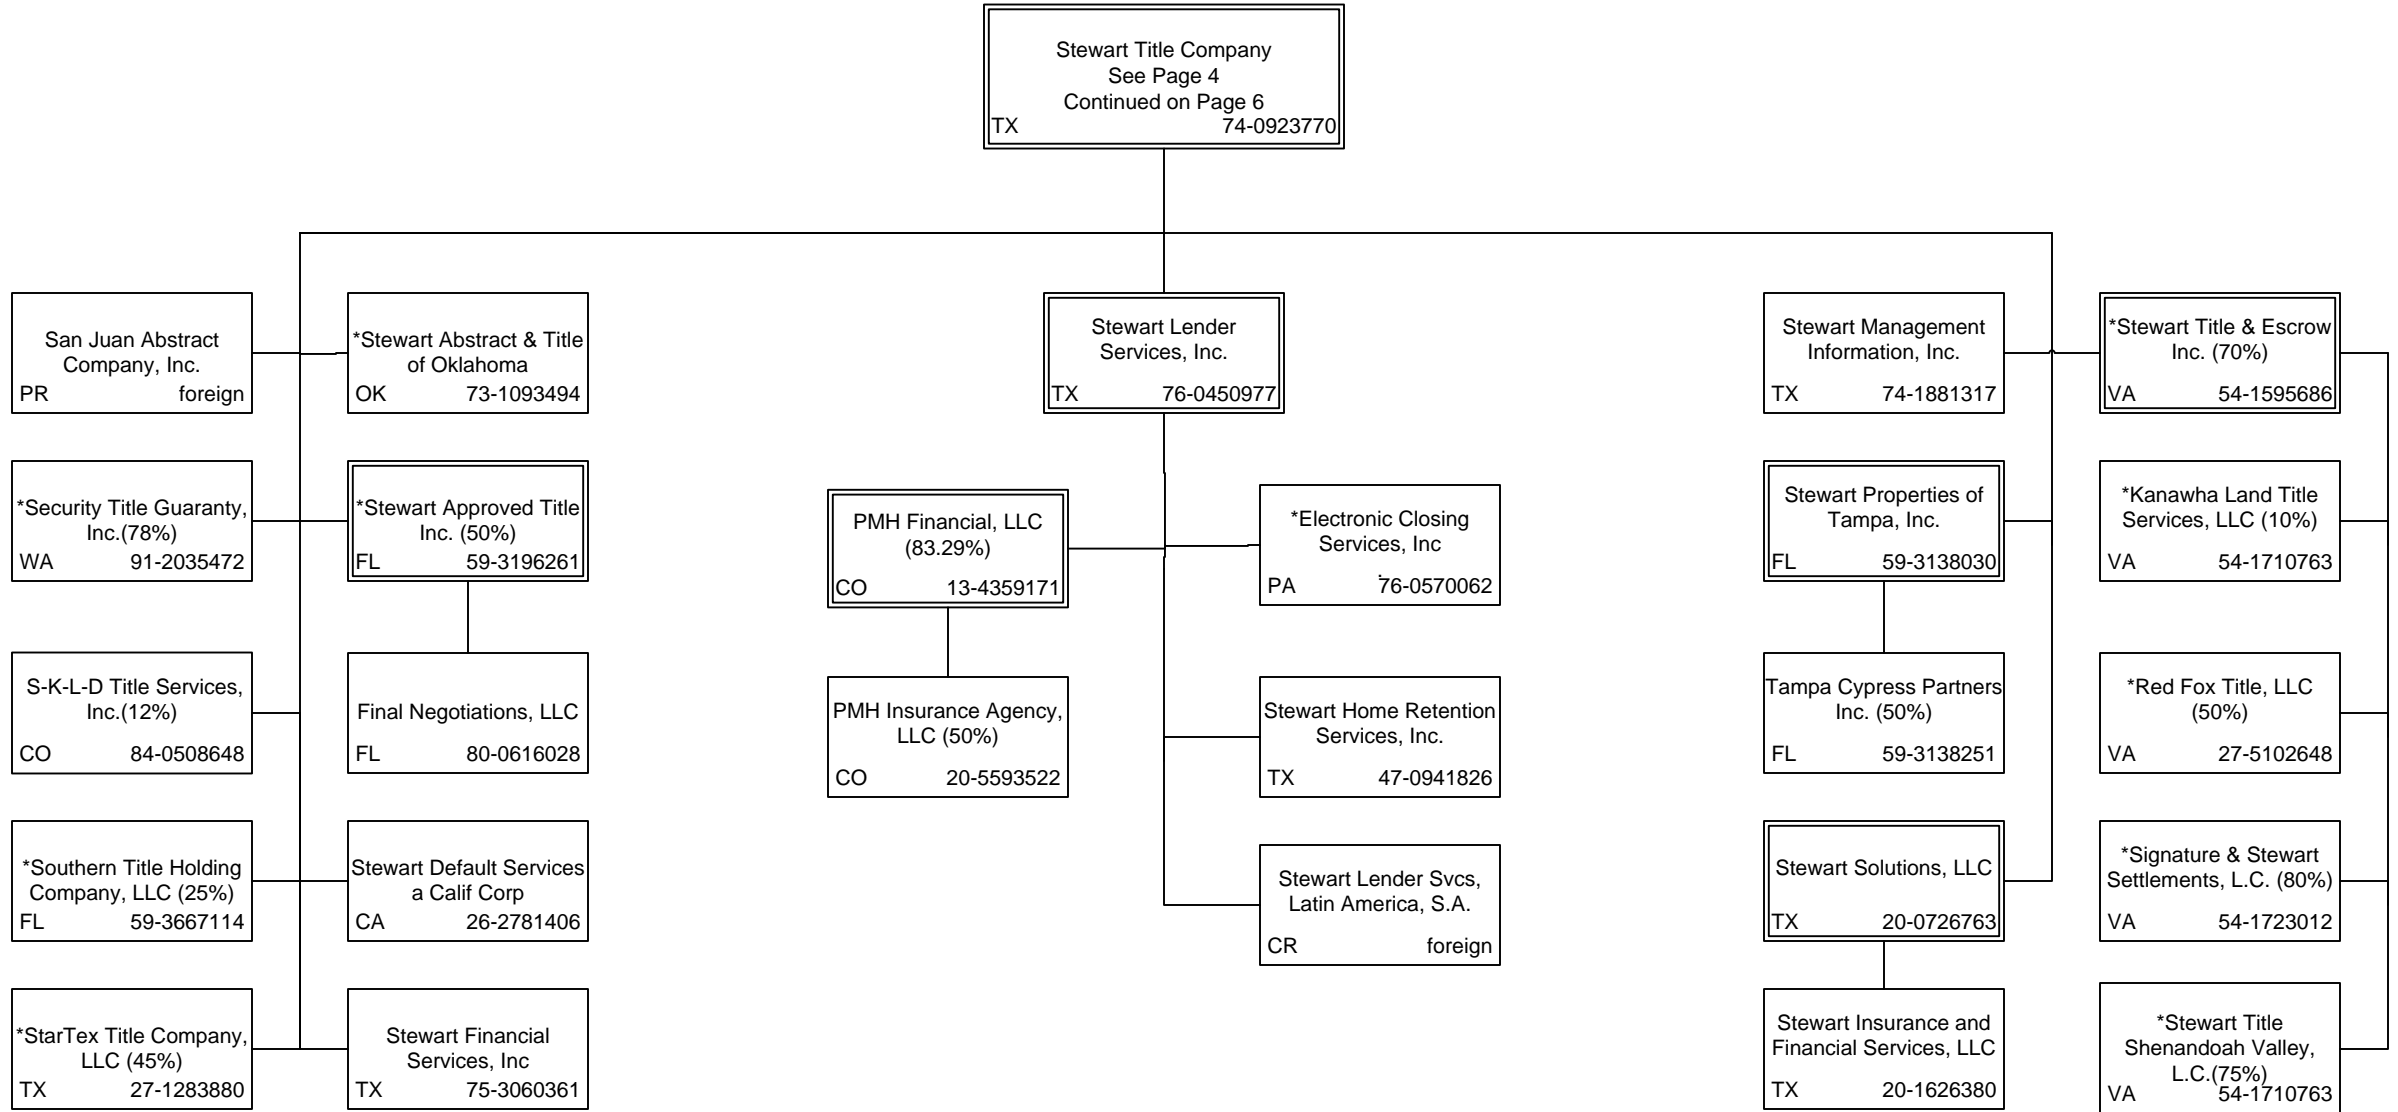 Stewart Title Company
See Page 4
Continued on Page 6
TX 74-0923770
San Juan Abstract
Company, Inc.
PR foreign
*Stewart Abstract & Title
of Oklahoma
OK 73-1093494
Stewart Lender
Services, Inc.
TX 76-0450977
Stewart Management
Information, Inc.
TX 74-1881317
*Stewart Title & Escrow
Inc. (70%)
VA 54-1595686
*Security Title Guaranty,
Inc.(78%)
WA 91-2035472
*Stewart Approved Title
Inc. (50%)
FL 59-3196261
PMH Financial, LLC
(83.29%)
CO 13-4359171
*Electronic Closing
Services, Inc
.
PA 76-0570062
Stewart Properties of
Tampa, Inc.
FL 59-3138030
*Kanawha Land Title
Services, LLC (10%)
VA 54-1710763
S-K-L-D Title Services,
Inc.(12%)
CO 84-0508648
Final Negotiations, LLC
FL 80-0616028
PMH Insurance Agency,
LLC (50%)
CO 20-5593522
Stewart Home Retention
Services, Inc.
TX 47-0941826
Tampa Cypress Partners
Inc. (50%)
FL 59-3138251
*Red Fox Title, LLC
(50%)
VA 27-5102648
*Southern Title Holding
Company, LLC (25%)
FL 59-3667114
Stewart Default Services
a Calif Corp
CA 26-2781406
Stewart Lender Svcs,
Latin America, S.A.
CR foreign
Stewart Solutions, LLC
TX 20-0726763
*Signature & Stewart
Settlements, L.C. (80%)
VA 54-1723012
*StarTex Title Company,
LLC (45%)
TX 27-1283880
Stewart Financial
Services, Inc
TX 75-3060361
Stewart Insurance and
Financial Services, LLC
TX 20-1626380
*Stewart Title
Shenandoah Valley,
L.C.(75%)
VA 54-1710763